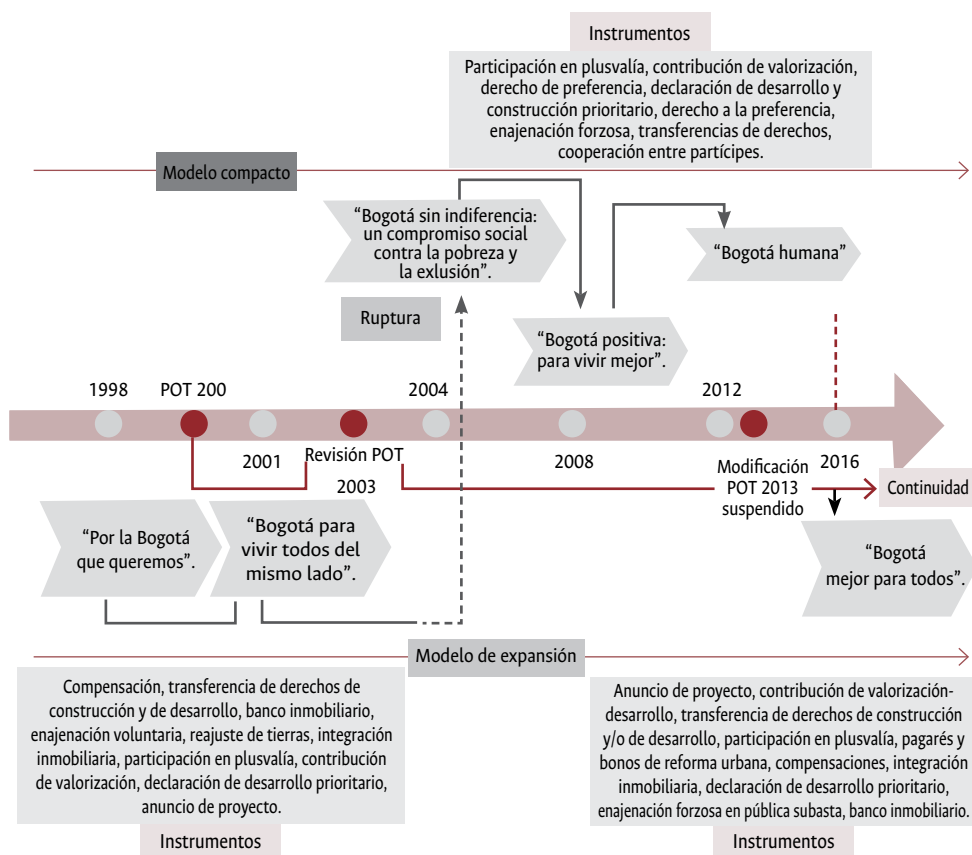 Instrumentos
Participación en plusvalía, contribución de valorización,
derecho de preferencia, declaración de desarrollo y
construcción prioritario, derecho a la preferencia,
enajenación forzosa, transferencias de derechos,
cooperación entre partícipes.
Modelo compacto
“Bogotá sin indiferencia:
un compromiso social
contra la pobreza y
la exlusión”.
“Bogotá humana”
Ruptura
“Bogotá positiva:
para vivir mejor”.
1998
POT 200
2004
2012
2001
Revisión POT
2003
2008
Modificación
POT 2013
suspendido
2016
Continuidad
“Por la Bogotá
que queremos”.
“Bogotá para
vivir todos del
mismo lado”.
“Bogotá
mejor para todos”.
Modelo de expansión
Compensación, transferencia de derechos de
construcción y de desarrollo, banco inmobiliario,
enajenación voluntaria, reajuste de tierras, integración
inmobiliaria, participación en plusvalía, contribución
de valorización, declaración de desarrollo prioritario,
anuncio de proyecto.
Instrumentos
Anuncio de proyecto, contribución de valorización-
desarrollo, transferencia de derechos de construcción
y/o de desarrollo, participación en plusvalía, pagarés y
bonos de reforma urbana, compensaciones, integración
inmobiliaria, declaración de desarrollo prioritario,
enajenación forzosa en pública subasta, banco inmobiliario.
Instrumentos